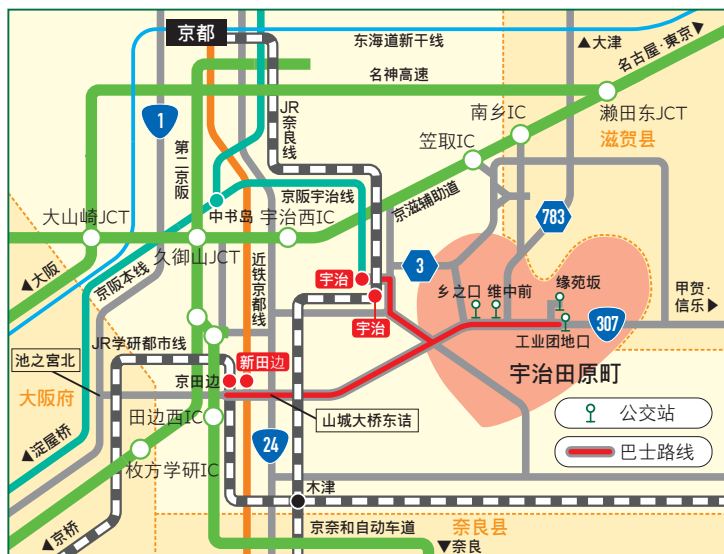 京都
东海道新干线
▲大津
名古屋·東京▶
名神高速
JR奈良线
1
第二京阪
南乡IC
濑田东JCT
滋贺县
笠取IC
京阪宇治线
京滋辅助道
中书岛
宇治西IC
783
大山崎JCT
久御山JCT
3
▲大阪
京阪本线
近铁京都线
宇治
宇治
乡之口
维中前
缘苑坂
甲贺·
信乐▶
307
工业团地口
JR学研都市线
池之宫北
新田边
京田边
宇治田原町
大阪府
田边西IC
山城大桥东诘
公交站
24
▲淀屋桥
枚方学研IC
巴士路线
木津
▲京桥
京奈和自动车道
奈良县
▼奈良